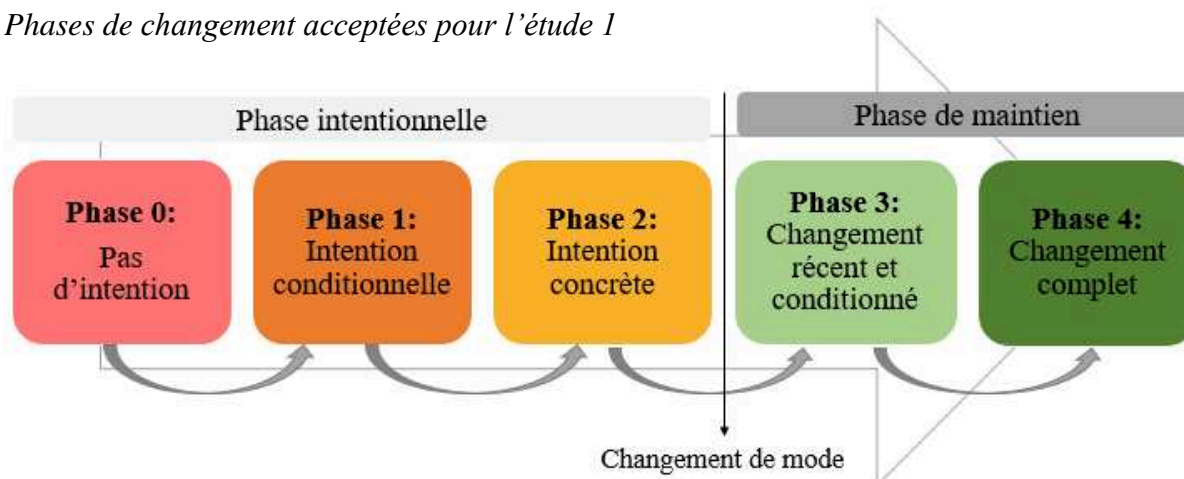 Phases de changement acceptées pour l’étude 1
Phase intentionnelle
Phase de maintien
Phase 0:
Pas
d’intention
Phase 1:
Intention
conditionnelle
Phase 2:
Intention
concrète
Phase 3:
Changement
récent et
conditionné
Phase 4:
Changement
complet
Changement de mode